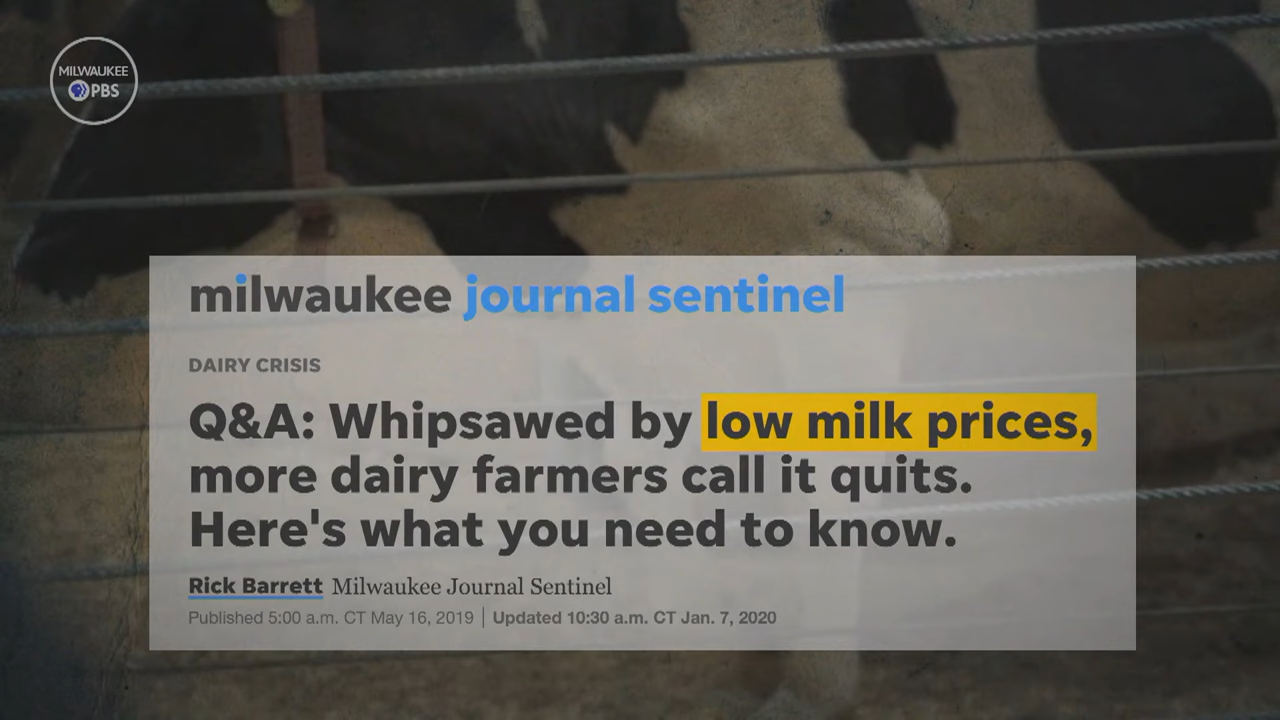 MILWAUKEE
PBS
milwaukee journal sentinel
DAIRY CRISIS
Q&A: Whipsawed by low milk prices,
more dairy farmers call it quits.
Here's what you need to know.
Rick Barrett Milwaukee Journal Sentinel
Published 5:00 a.m. CT May 16, 2019 | Updated 10:30 a.m. CT Jan. 7, 2020